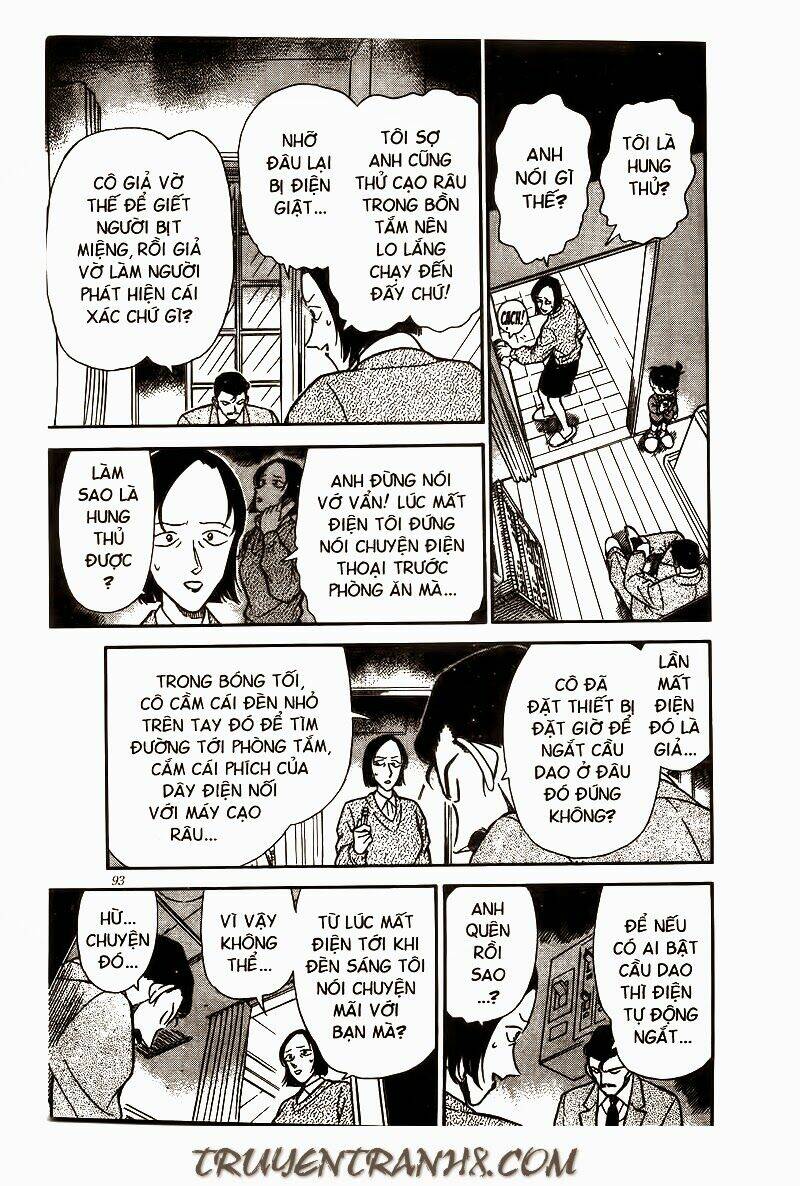 TÔI LÀ
HUNG
THỦ?
ANH
NÓI GÌ
THẾ?
CẠCH!
TÔI SỢ
ANH CŨNG
THỬ CẠO RÂU
TRONG BỒN
TẮM NÊN
LO LẮNG
CHẠY ĐẾN
ĐẤY CHỨ!
NHỠ
ĐÂU LẠI
BỊ ĐIỆN
GIẬT...
CÔ GIẢ VỜ
THẾ ĐỂ GIẾT
NGƯỜI BỊT
MIỆNG, RỒI GIẢ
VỜ LÀM NGƯỜI
PHÁT HIỆN CÁI
XÁC CHỨ GÌ?
ANH ĐỪNG NÓI
VỚ VẨN! LÚC MẤT
ĐIỆN TÔI ĐỨNG
NÓI CHUYỆN ĐIỆN
THOẠI TRƯỚC
PHÒNG ĂN MÀ...
LÀM
SAO LÀ
HUNG
THỦ
ĐƯỢC
?
LẦN
MẤT
ĐIỆN
ĐÓ LÀ
GIẢ...
CÔ ĐÃ
ĐẶT THIẾT BỊ
ĐẶT GIỜ ĐỂ
NGẮT CẦU
DAO Ở ĐÂU
ĐÓ ĐÚNG
KHÔNG?
TRONG BÓNG TỐI,
CÔ CẦM CÁI ĐÈN NHỎ
TRÊN TAY ĐÓ ĐỂ TÌM
ĐƯỜNG TỚI PHÒNG TẮM,
CẮM CÁI PHÍCH CỦA
DÂY ĐIỆN NỐI
VỚI MÁY CẠO
RÂU...
93
ĐỂ NẾU
CÓ AI BẬT
CẦU DAO
THÌ ĐIỆN
TỰ ĐỘNG
NGẮT...
ANH
QUÊN
RỒI
SAO
...?
TỪ LÚC MẤT
ĐIỆN TỚI KHI
ĐÈN SÁNG TÔI
NÓI CHUYỆN
MÃI VỚI
BẠN MÀ?
VÌ VẬY
KHÔNG
THỂ...
HỪ...
CHUYỆN
ĐÓ...
TRUYENTRANH8.COM